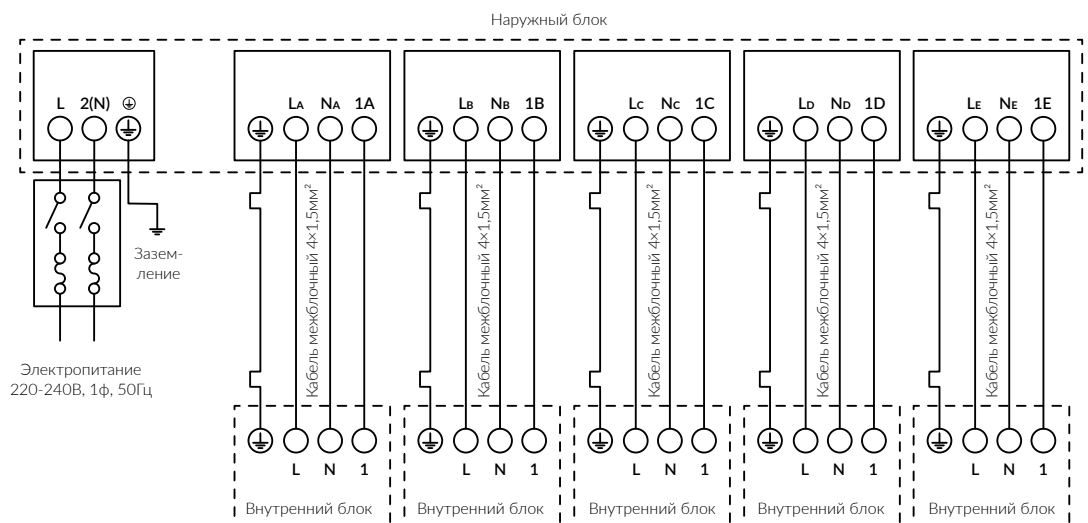 Наружный блок
L 2(N) ⏚
LA NA 1A
LB NB 1B
LC NC 1C
LD ND 1D
LE NE 1E
Кабель межблочный 4×1,5мм²
Кабель межблочный 4×1,5мм²
Кабель межблочный 4×1,5мм²
Кабель межблочный 4×1,5мм²
Кабель межблочный 4×1,5мм²
Зазем-
ление
Электропитание
220-240В, 1ф, 50Гц
L N 1
L N 1
L N 1
L N 1
L N 1
Внутренний блок
Внутренний блок
Внутренний блок
Внутренний блок
Внутренний блок